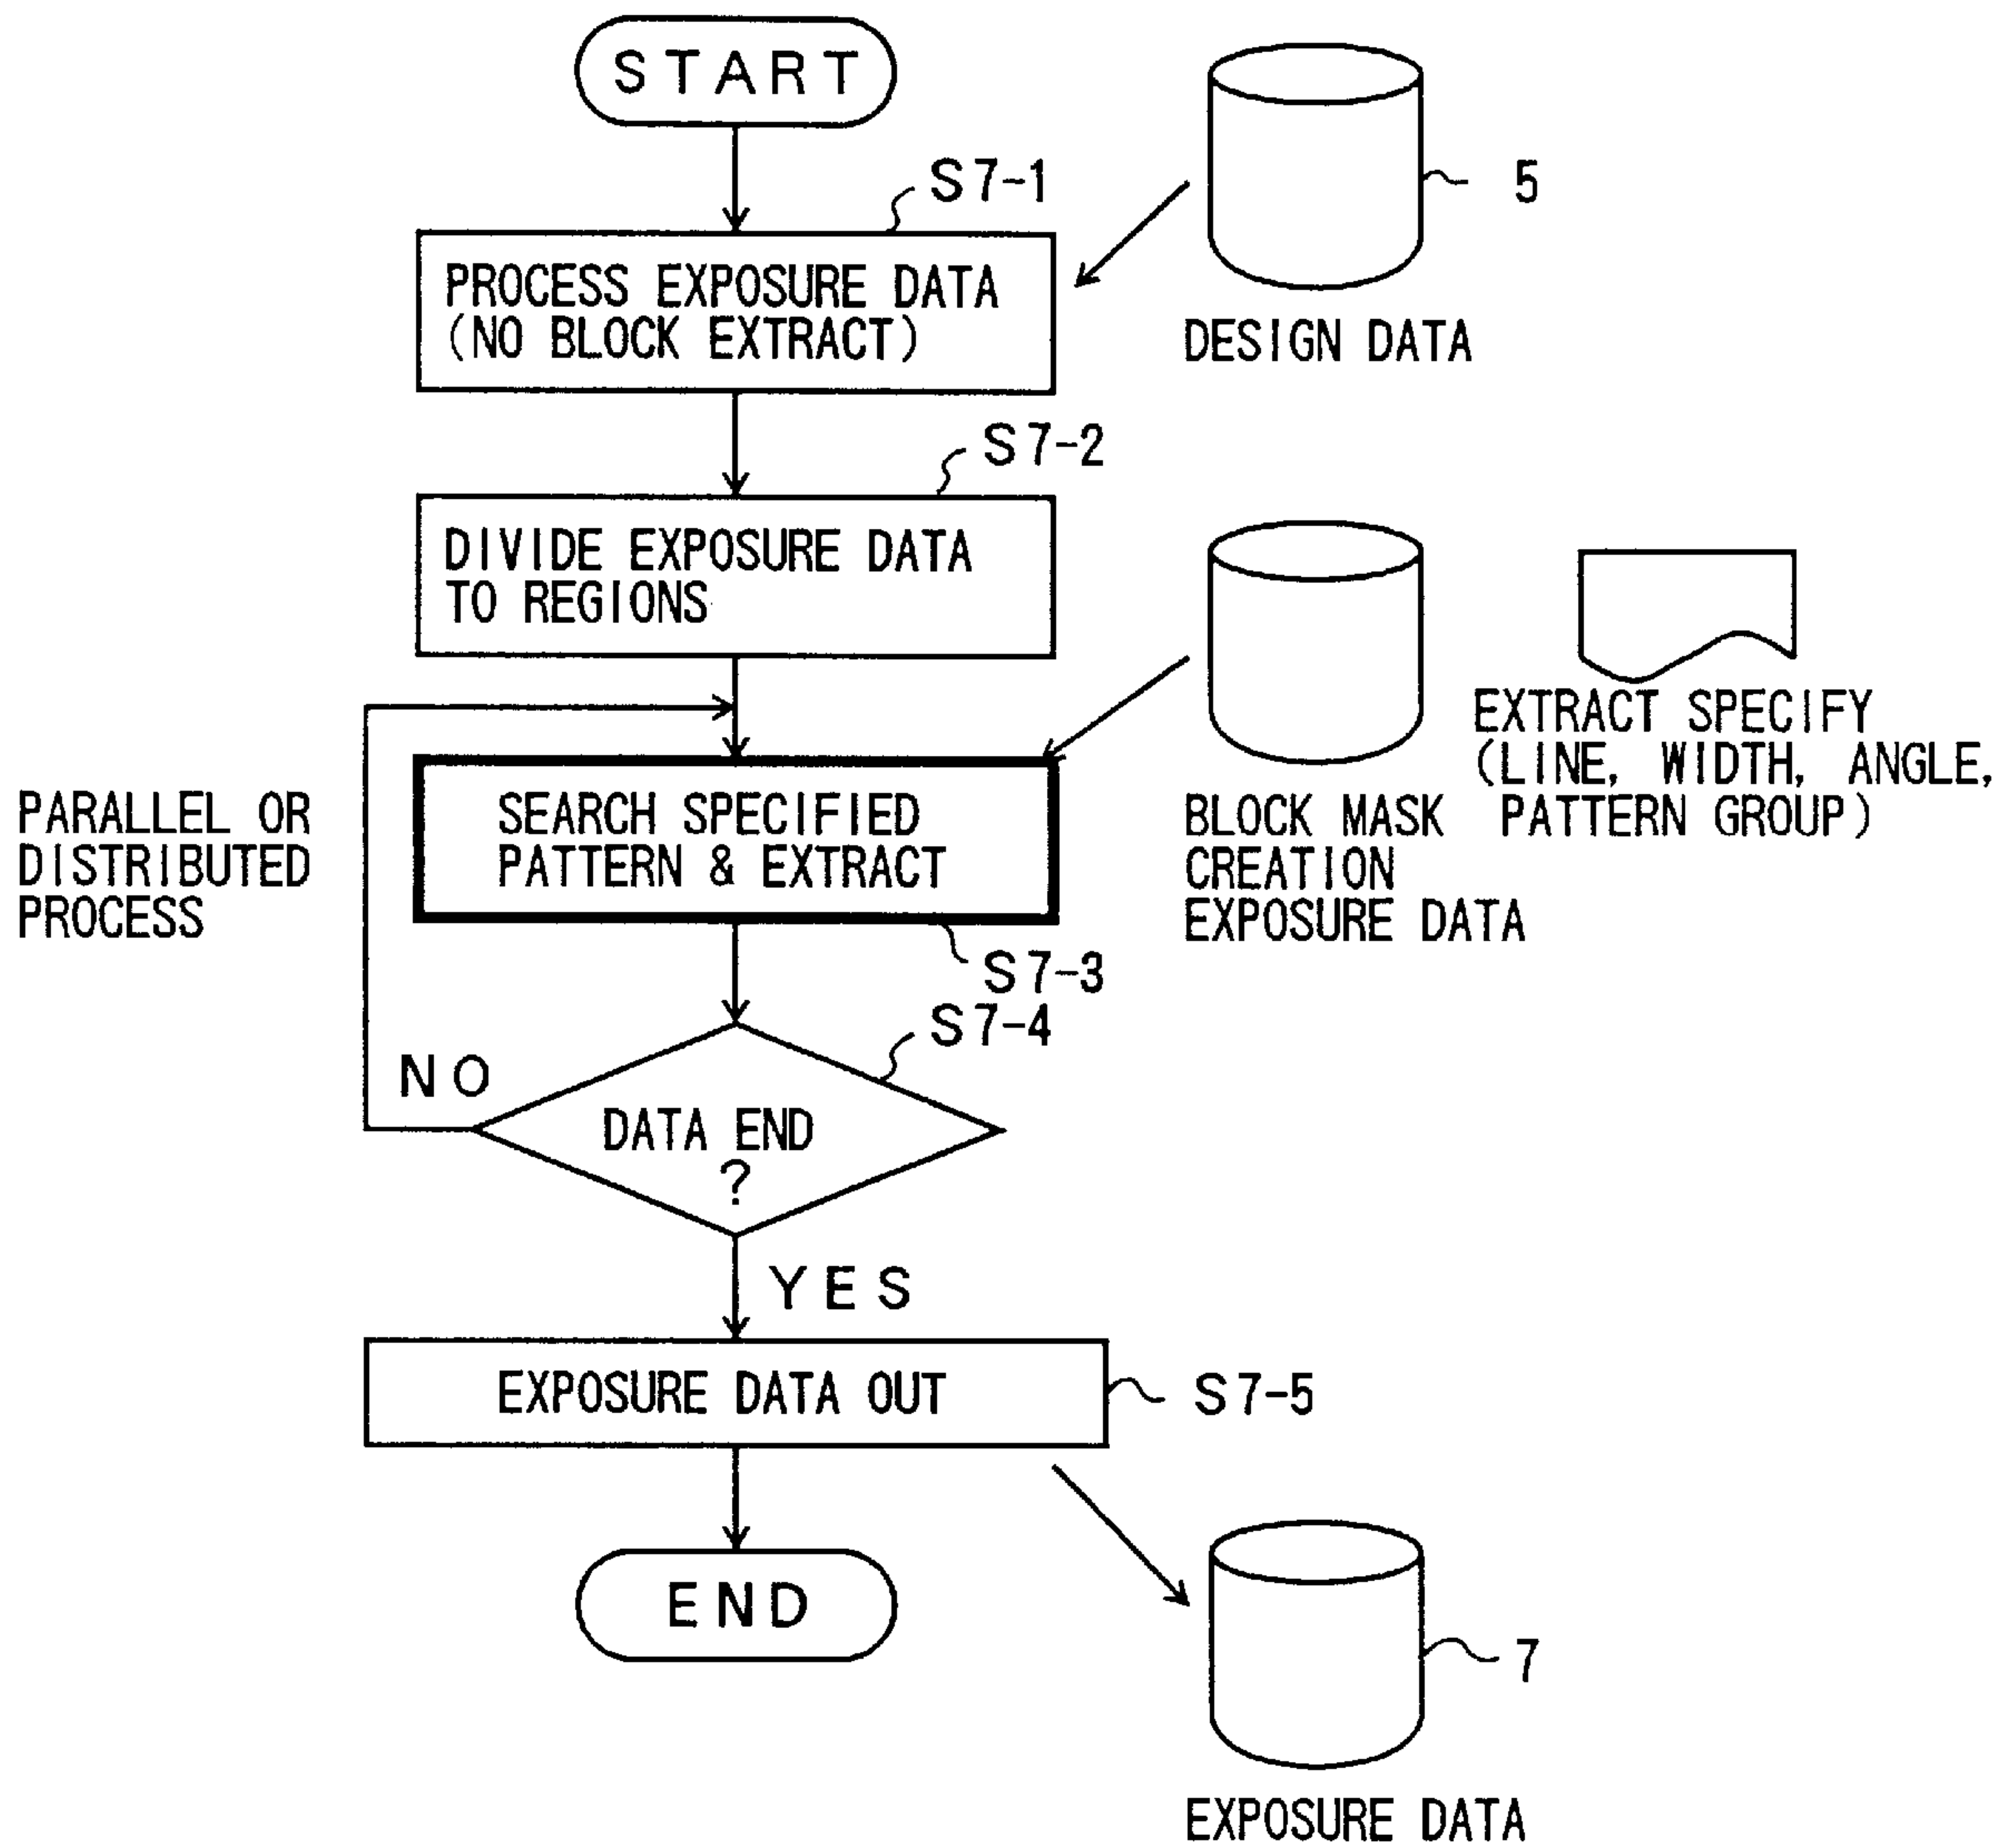 START
S7-1
5
PROCESS EXPOSURE DATA
(NO BLOCK EXTRACT)
DESIGN DATA
S7-2
DIVIDE EXPOSURE DATA
TO REGIONS
EXTRACT SPECIFY
(LINE, WIDTH, ANGLE,
PATTERN GROUP)
BLOCK MASK
CREATION
EXPOSURE DATA
PARALLEL OR
DISTRIBUTED
PROCESS
SEARCH SPECIFIED
PATTERN & EXTRACT
S7-3
S7-4
NO
DATA END
?
YES
EXPOSURE DATA OUT
S7-5
END
7
EXPOSURE DATA